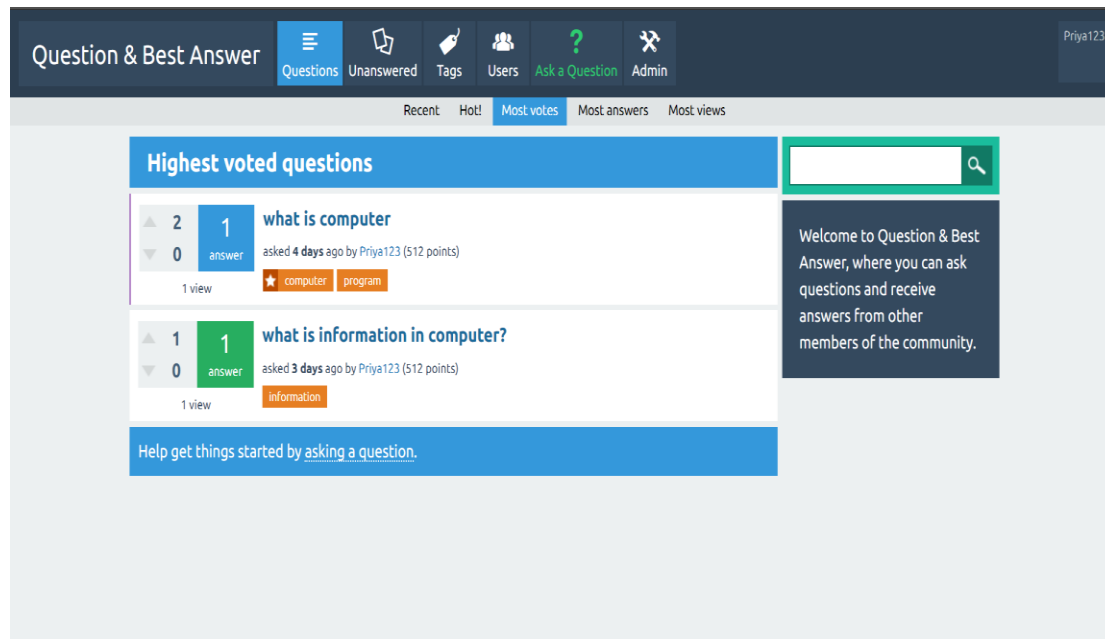 Question & Best Answer
Questions
Unanswered
Tags
Users
Ask a Question
Admin
Priya123
Recent Hot! Most votes Most answers Most views
Highest voted questions
2
0
1
answer
1 view
what is computer
asked 4 days ago by Priya123 (512 points)
computer program
1
0
1
answer
1 view
what is information in computer?
asked 3 days ago by Priya123 (512 points)
information
Help get things started by asking a question.
Welcome to Question & Best
Answer, where you can ask
questions and receive
answers from other
members of the community.